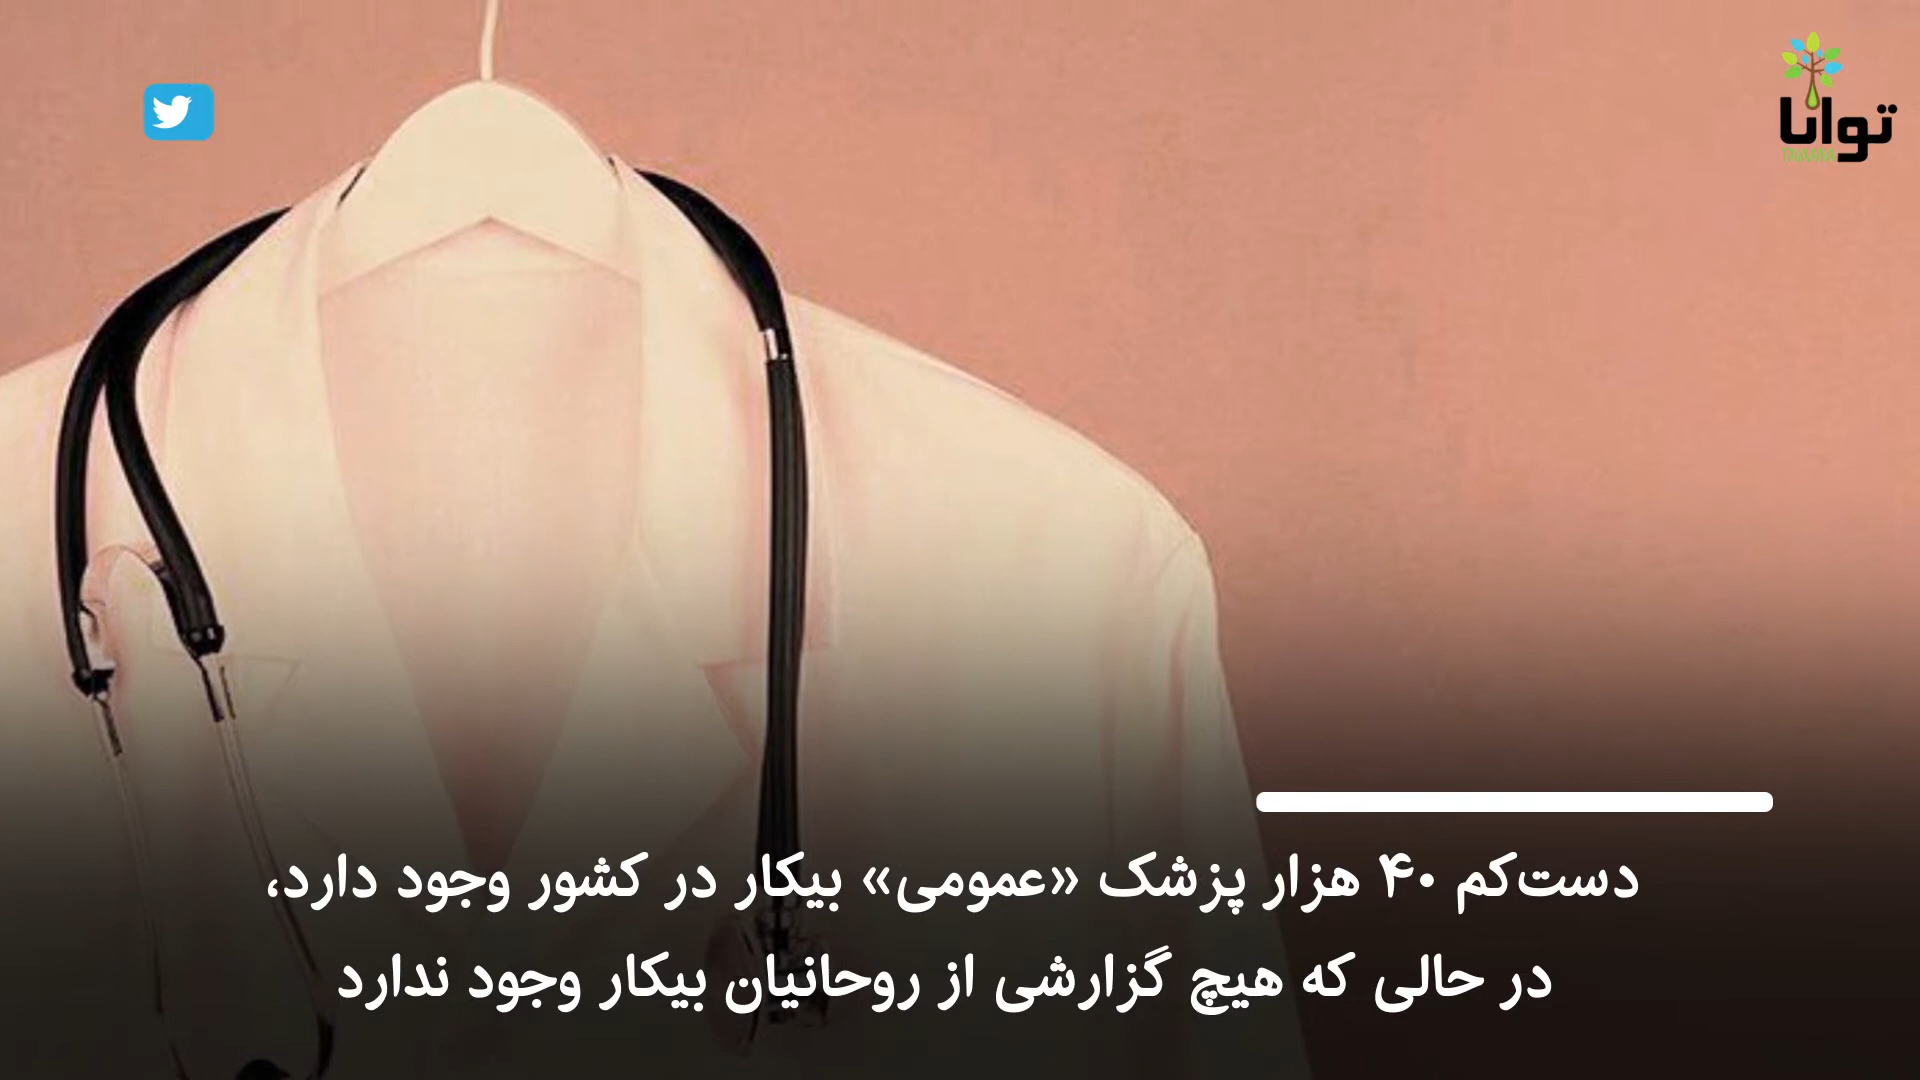 توانا
TAVAANA
دست‌کم ۴۰ هزار پزشک «عمومی» بیکار در کشور وجود دارد،
در حالی که هیچ گزارشی از روحانیان بیکار وجود ندارد